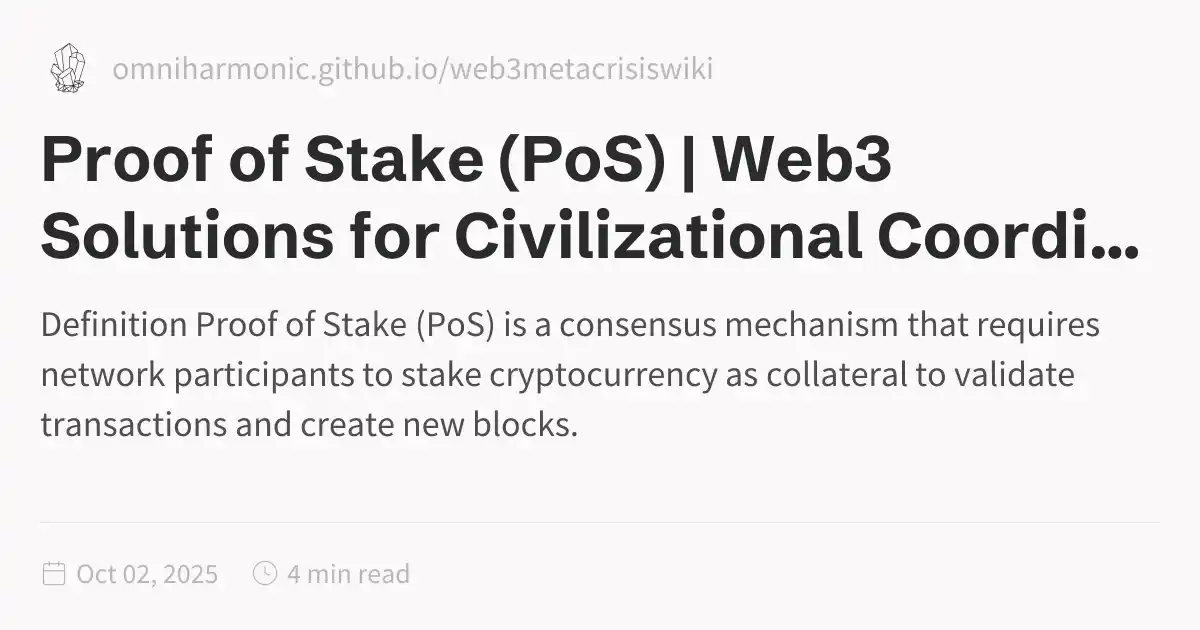 omniharmonic.github.io/web3metacrisiswiki
Proof of Stake (PoS) | Web3
Solutions for Civilizational Coordi...
Definition Proof of Stake (PoS) is a consensus mechanism that requires
network participants to stake cryptocurrency as collateral to validate
transactions and create new blocks.
Oct 02, 2025 4 min read